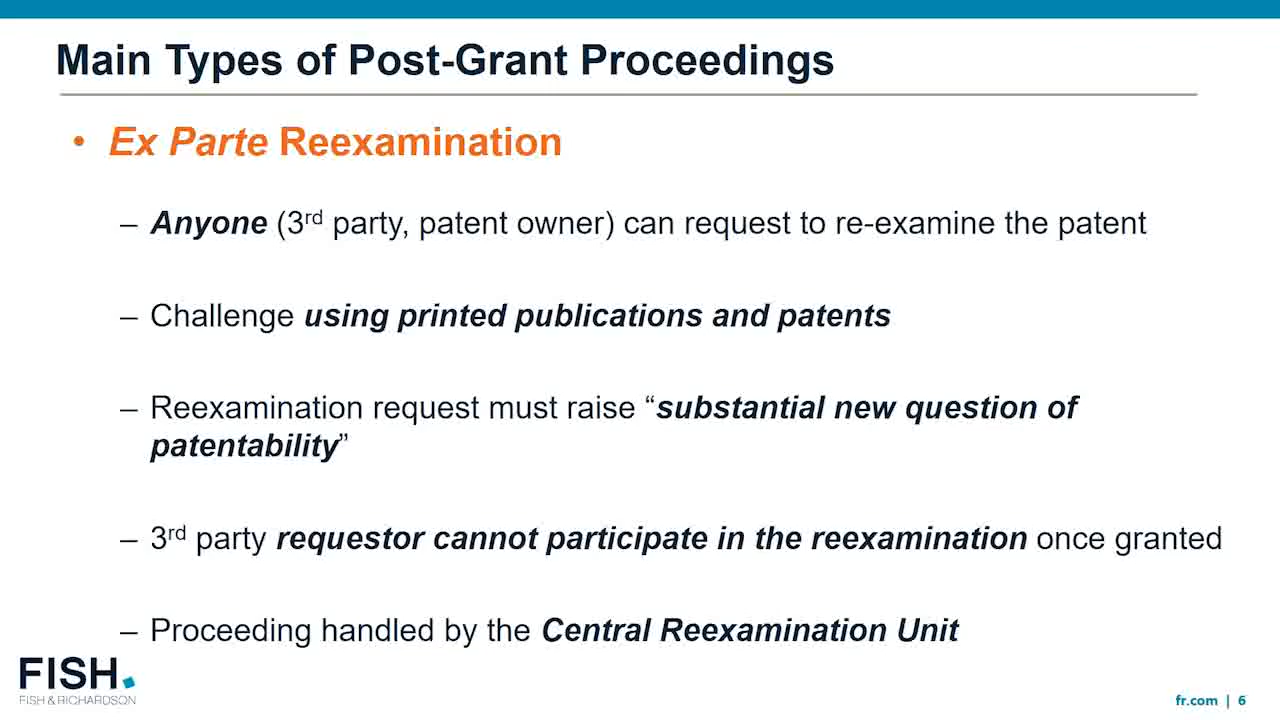 Main Types of Post-Grant Proceedings
• Ex Parte Reexamination
– Anyone (3rd party, patent owner) can request to re-examine the patent
– Challenge using printed publications and patents
– Reexamination request must raise “substantial new question of
patentability”
– 3rd party requestor cannot participate in the reexamination once granted
– Proceeding handled by the Central Reexamination Unit
FISH.
FISH & RICHARDSON
fr.com | 6